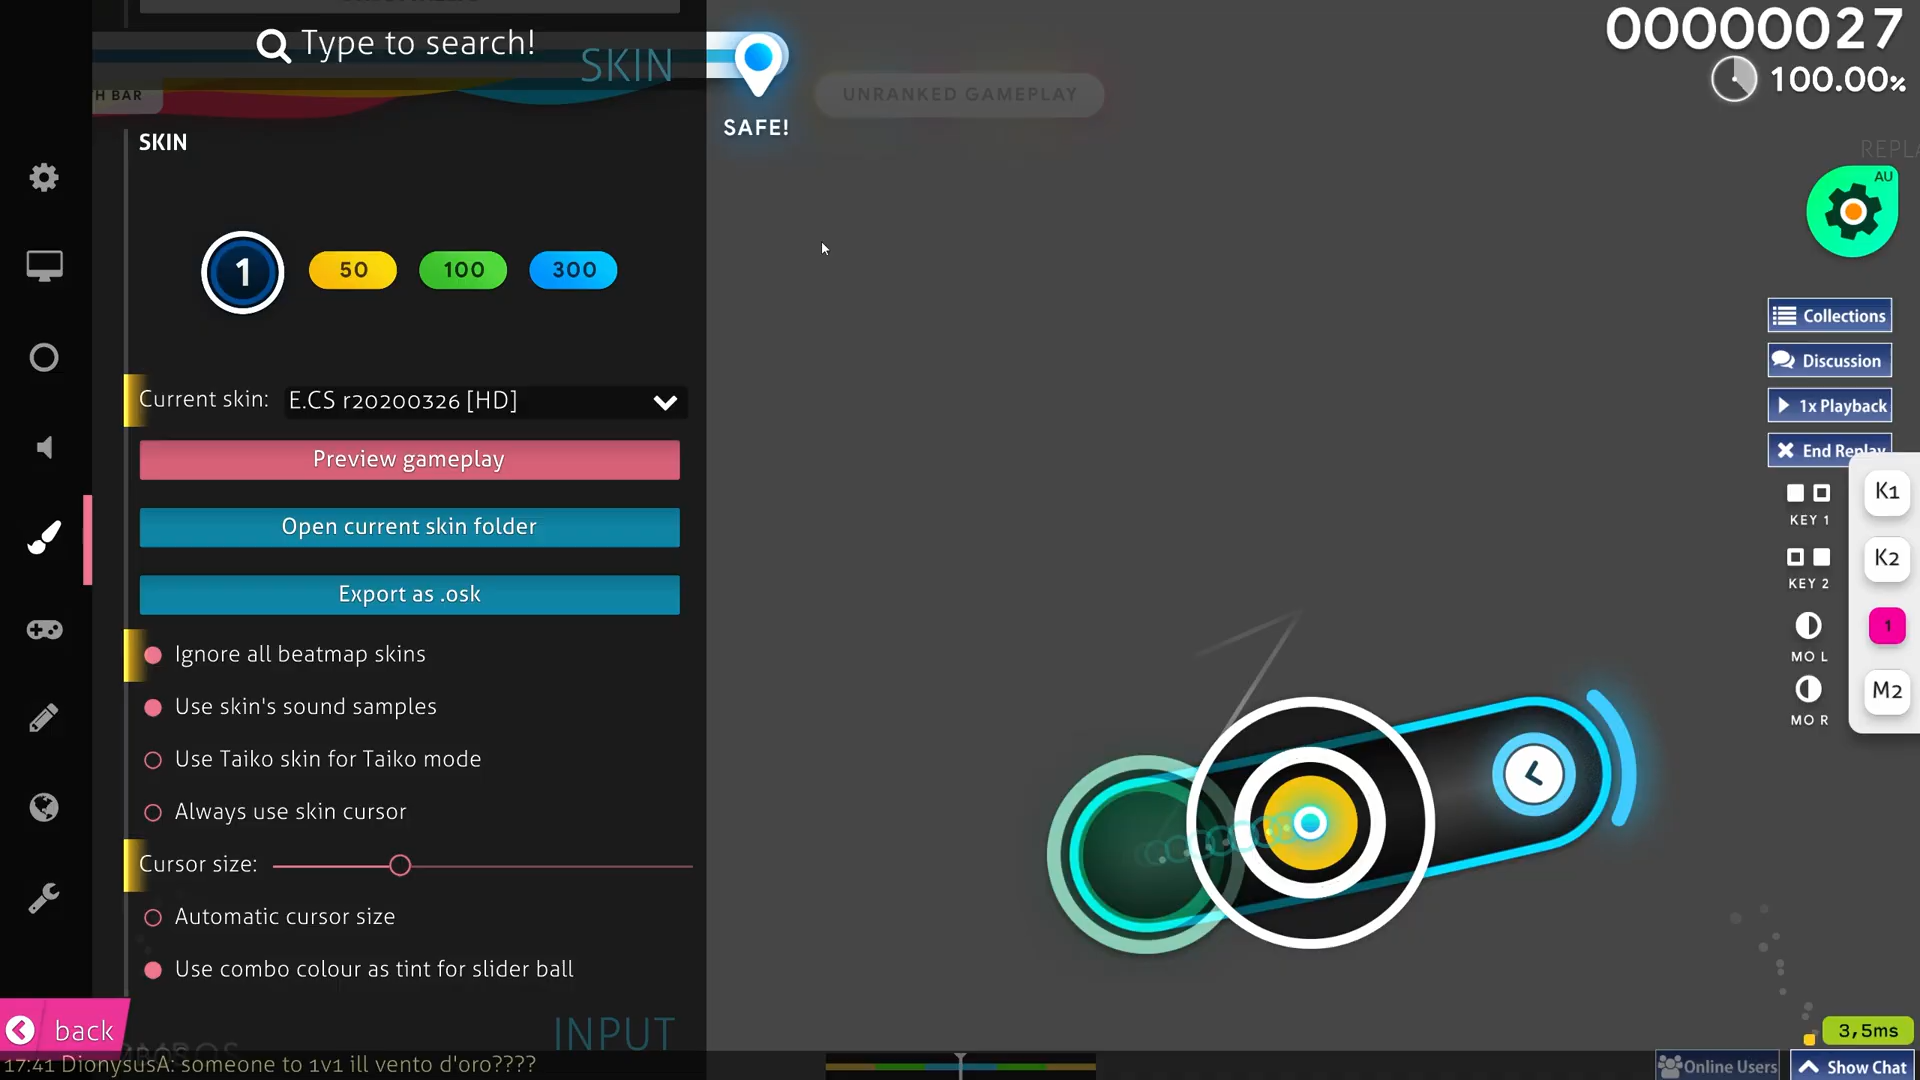 Type to search!
SKIN
H BAR
SKIN
1
50
100
300
Current skin:
E.CS r20200326 [HD]
Preview gameplay
Open current skin folder
Export as .osk
Ignore all beatmap skins
Use skin's sound samples
Use Taiko skin for Taiko mode
Always use skin cursor
Cursor size:
Automatic cursor size
Use combo colour as tint for slider ball
INPUT
back
17:41 DionysusA: someone to 1v1 ill vento d'oro????
SAFE!
UNRANKED GAMEPLAY
00000027
100.00%
REPLA
AU
Collections
Discussion
1x Playback
End Replay
KEY 1
KEY 2
MO L
MO R
K1
K2
1
M2
3,5ms
Online Users
Show Chat